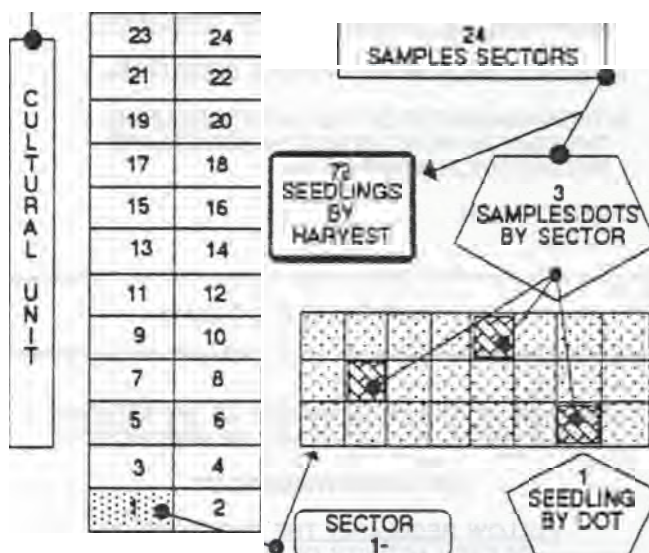 CULTURAL UNIT
23 24
21 22
19 20
17 18
15 16
13 14
11 12
9 10
7 8
5 6
3 4
1 2
24
SAMPLES SECTORS
72
SEEDLINGS
BY
HARVEST
3
SAMPLES DOTS
BY SECTOR
1
SEEDLING
BY DOT
SECTOR
1-